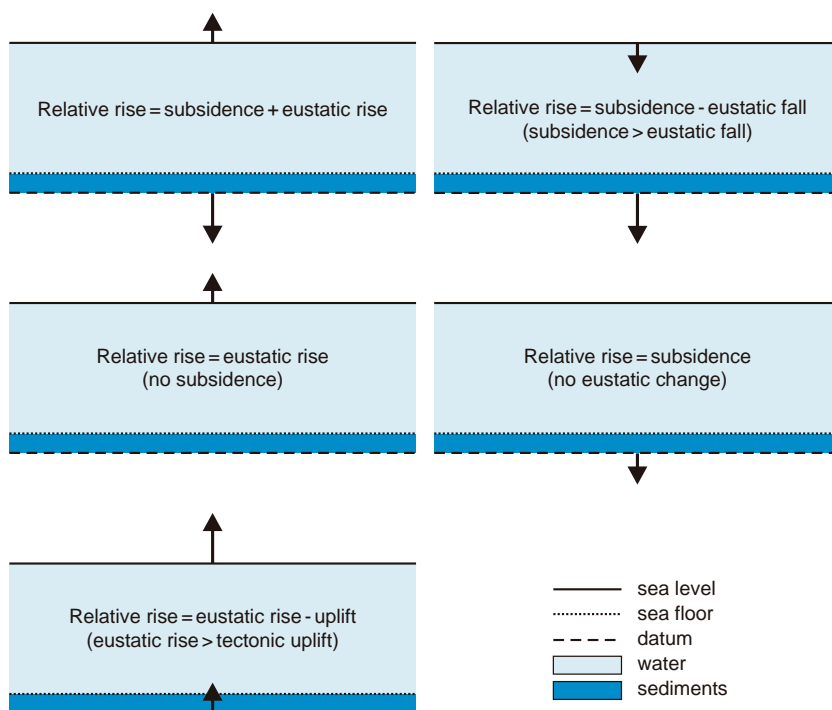 Relative rise = subsidence + eustatic rise
Relative rise = subsidence - eustatic fall
(subsidence > eustatic fall)
Relative rise = eustatic rise
(no subsidence)
Relative rise = subsidence
(no eustatic change)
Relative rise = eustatic rise - uplift
(eustatic rise > tectonic uplift)
sea level
sea floor
datum
water
sediments